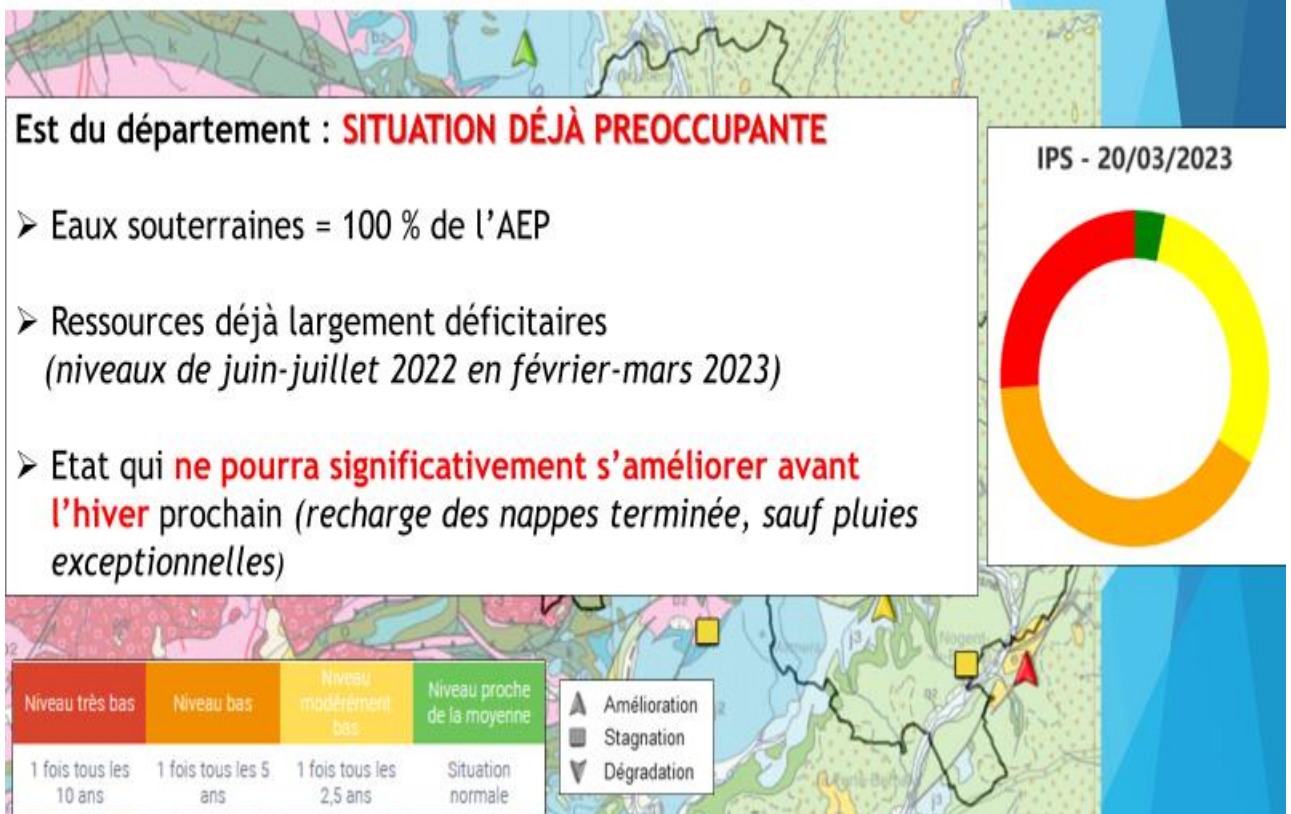 Est du département : SITUATION DÉJÀ PREOCCUPANTE
➢ Eaux souterraines = 100 % de l'AEP
➢ Ressources déjà largement déficitaires
(niveaux de juin-juillet 2022 en février-mars 2023)
➢ Etat qui ne pourra significativement s'améliorer avant
l'hiver prochain (recharge des nappes terminée, sauf pluies
exceptionnelles)
IPS - 20/03/2023
Nogent
Niveau très bas
Niveau bas
Niveau
modérément
bas
Niveau proche
de la moyenne
1 fois tous les
10 ans
1 fois tous les 5
ans
1 fois tous les
2,5 ans
Situation
normale
Amélioration
Stagnation
Dégradation